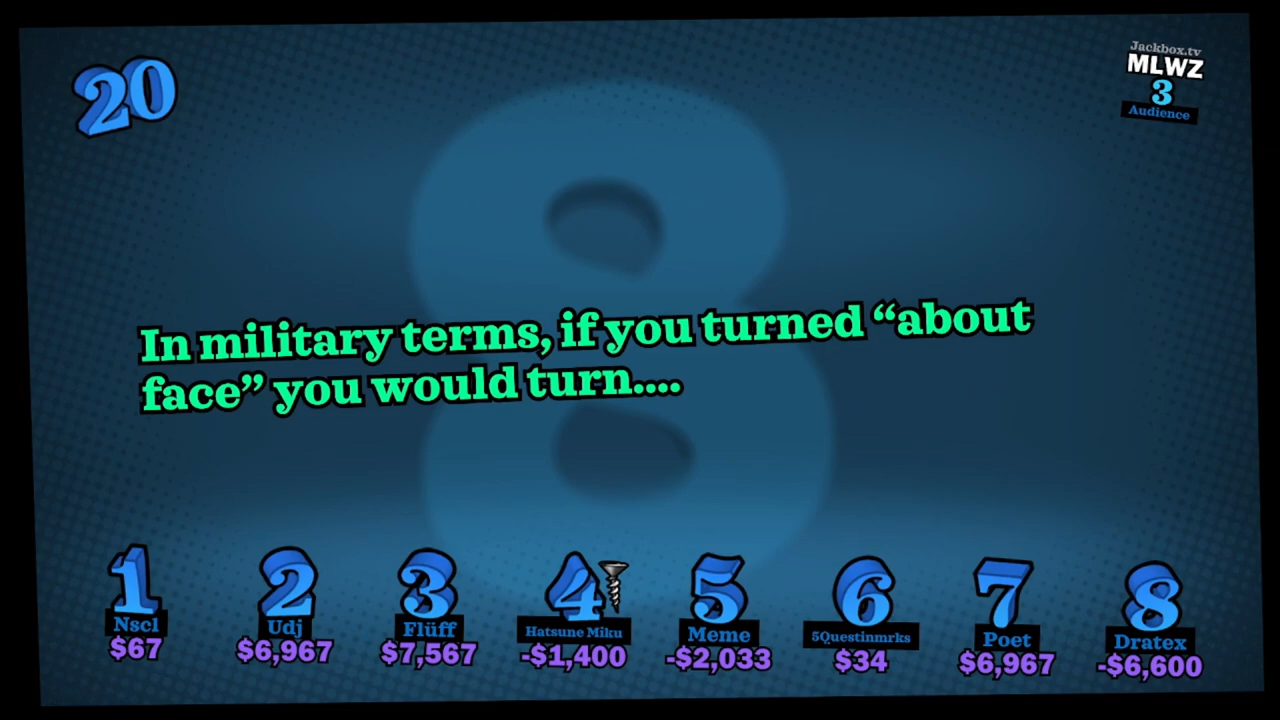 20
Jackbox.tv
MLWZ
3
Audience
In military terms, if you turned “about
face” you would turn....
8
1 2 3 4 5 6 7 8
Nscl Udj Flüff Hatsune Miku Meme 5Questinmrks Poet Dratex
$67 $6,967 $7,567 -$1,400 -$2,033 $34 $6,967 -$6,600